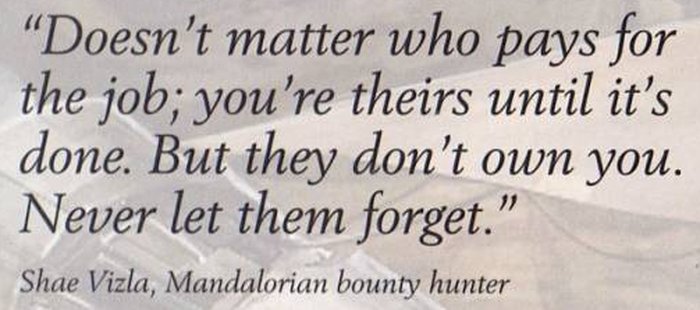 “Doesn’t matter who pays for
the job; you’re theirs until it’s
done. But they don’t own you.
Never let them forget.”
Shae Vizla, Mandalorian bounty hunter